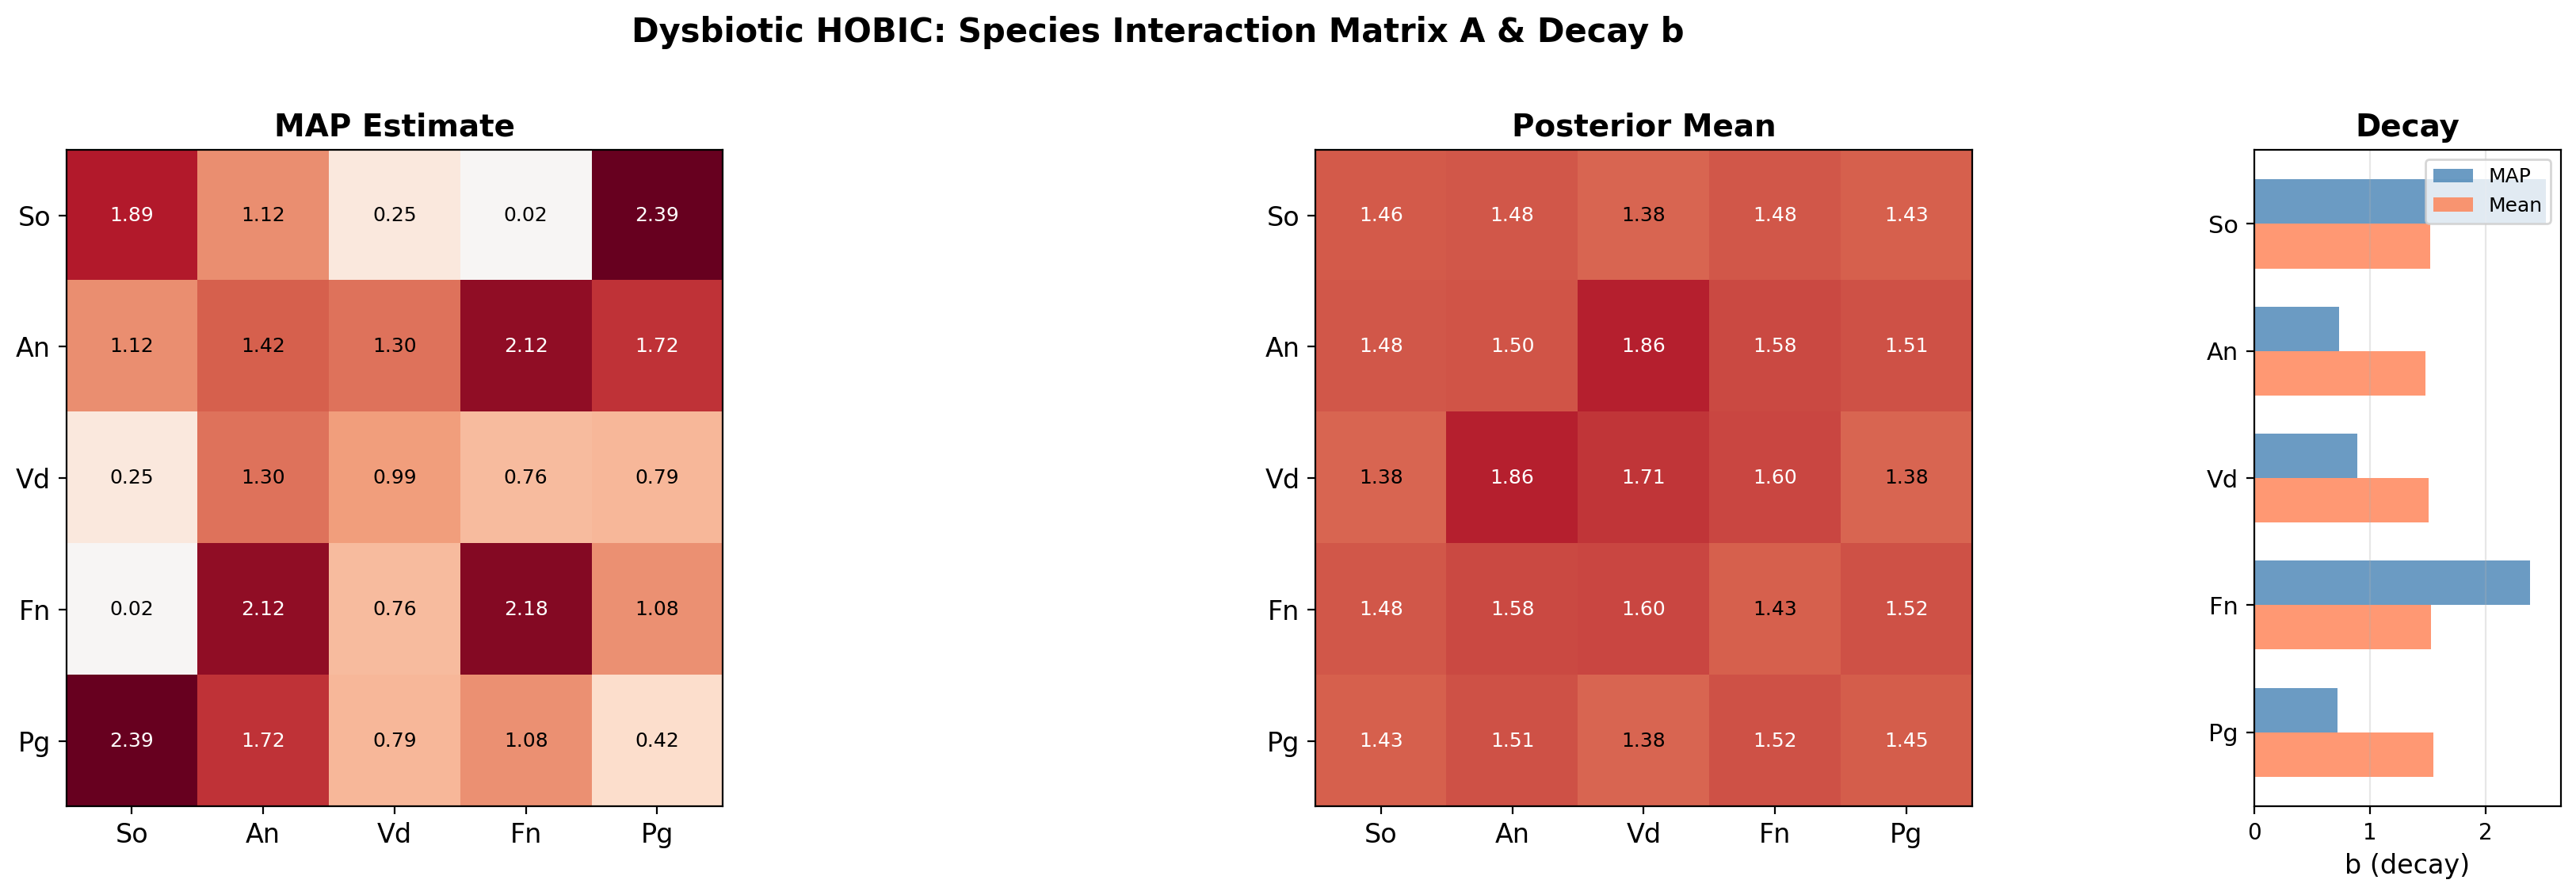 Dysbiotic HOBIC: Species Interaction Matrix A & Decay b
MAP Estimate
So 1.89 1.12 0.25 0.02 2.39
An 1.12 1.42 1.30 2.12 1.72
Vd 0.25 1.30 0.99 0.76 0.79
Fn 0.02 2.12 0.76 2.18 1.08
Pg 2.39 1.72 0.79 1.08 0.42
So An Vd Fn Pg
Posterior Mean
So 1.46 1.48 1.38 1.48 1.43
An 1.48 1.50 1.86 1.58 1.51
Vd 1.38 1.86 1.71 1.60 1.38
Fn 1.48 1.58 1.60 1.43 1.52
Pg 1.43 1.51 1.38 1.52 1.45
So An Vd Fn Pg
Decay
MAP
Mean
So
An
Vd
Fn
Pg
0 1 2
b (decay)